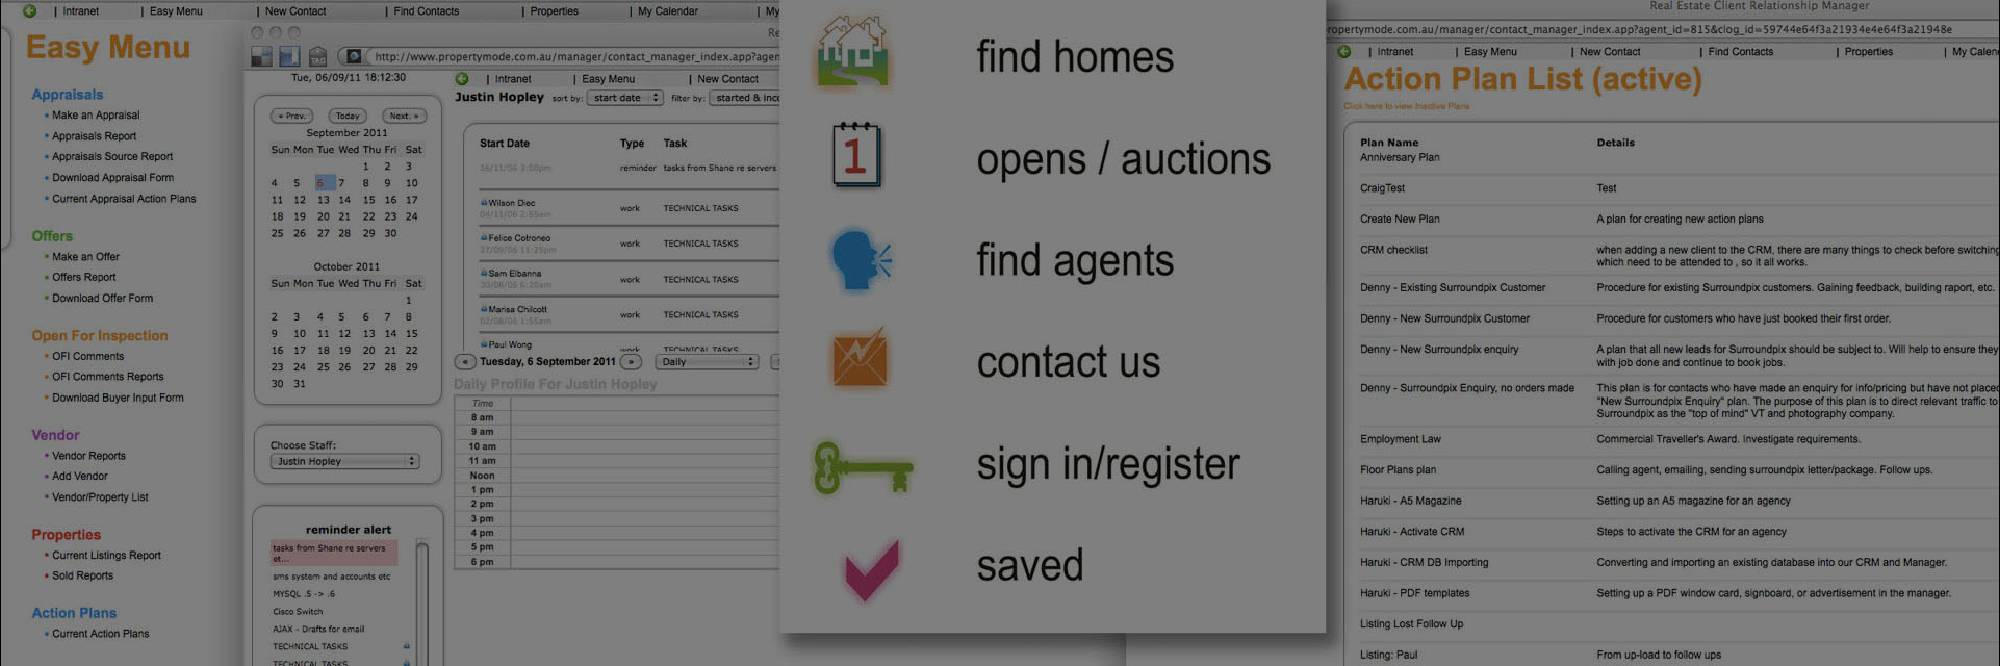 Intranet | Easy Menu | New Contact | Find Contacts | Properties | My Calendar | My
Easy Menu
Appraisals
Make an Appraisal
Appraisals Report
Appraisals Source Report
Download Appraisal Form
Current Appraisal Action Plans
Offers
Make an Offer
Offers Report
Download Offer Form
Open For Inspection
OFI Comments
OFI Comments Reports
Download Buyer Input Form
Vendor
Vendor Reports
Add Vendor
Vendor/Property List
Properties
Current Listings Report
Sold Reports
Action Plans
Current Action Plans
http://www.propertymode.com.au/manager/contact_manager_index.app?agen
Tue, 06/09/11 18:12:30
« Prev. Today Next. »
September 2011
Sun Mon Tue Wed Thu Fri Sat
1 2 3
4 5 6 7 8 9 10
11 12 13 14 15 16 17
18 19 20 21 22 23 24
25 26 27 28 29 30
October 2011
Sun Mon Tue Wed Thu Fri Sat
1
2 3 4 5 6 7 8
9 10 11 12 13 14 15
16 17 18 19 20 21 22
23 24 25 26 27 28 29
30 31
Choose Staff:
Justin Hopley
reminder alert
tasks from Shane re servers
et...
sms system and accounts etc
MYSQL .5 -> .6
Cisco Switch
AJAX - Drafts for email
TECHNICAL TASKS
TECHNICAL TASKS
| Intranet | Easy Menu | New Contact
Justin Hopley sort by: start date filter by: started & inco
Start Date Type Task
16/11/06 3:50pm reminder tasks from Shane re servers
Wilson Diec
04/11/06 2:55am work TECHNICAL TASKS
Felice Cotroneo
27/09/06 11:25pm work TECHNICAL TASKS
Sam Elbanna
work TECHNICAL TASKS
Marisa Chilcott
02/08/06 1:55am work TECHNICAL TASKS
Paul Wong
work TECHNICAL TASKS
« Tuesday, 6 September 2011 » Daily
Daily Profile For Justin Hopley
Time
8 am
9 am
10 am
11 am
Noon
1 pm
2 pm
3 pm
4 pm
5 pm
6 pm
find homes
1
opens / auctions
find agents
contact us
sign in/register
saved
Real Estate Client Relationship Manager
ropertymode.com.au/manager/contact_manager_index.app?agent_id=815&clog_id=59744e64f3a21934e4e64f3a21948e
| Intranet | Easy Menu | New Contact | Find Contacts | Properties | My Calen
Action Plan List (active)
Click here to view Inactive Plans
Plan Name Details
Anniversary Plan
CraigTest Test
Create New Plan A plan for creating new action plans
CRM checklist when adding a new client to the CRM, there are many things to check before switching
which need to be attended to , so it all works..
Denny - Existing Surroundpix Customer Procedure for existing Surroundpix customers. Gaining feedback, building raport, etc.
Denny - New Surroundpix Customer Procedure for customers who have just booked their first order.
Denny - New Surroundpix enquiry A plan that all new leads for Surroundpix should be subject to. Will help to ensure they
with job done and continue to book jobs.
Denny - Surroundpix Enquiry, no orders made This plan is for contacts who have made an enquiry for info/pricing but have not placed
"New Surroundpix Enquiry" plan. The purpose of this plan is to direct relevant traffic to
Surroundpix as the "top of mind" VT and photography company.
Employment Law Commercial Traveller's Award. Investigate requirements.
Floor Plans plan Calling agent, emailing, sending surroundpix letter/package. Follow ups.
Haruki - A5 Magazine Setting up an A5 magazine for an agency
Haruki - Activate CRM Steps to activate the CRM for an agency
Haruki - CRM DB Importing Converting and importing an existing database into our CRM and Manager.
Haruki - PDF templates Setting up a PDF window card, signboard, or advertisement in the manager.
Listing Lost Follow Up
Listing: Paul From up-load to follow ups